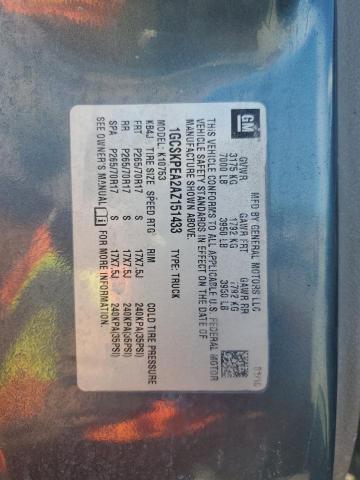 GM
MFD BY GENERAL MOTORS LLC
GVWR GAWR FRT GAWR RR
3175 KG 1792 KG 1792 KG
7000 LB 3950 LB 3950 LB
THIS VEHICLE CONFORMS TO ALL APPLICABLE U.S. FEDERAL MOTOR
VEHICLE SAFETY STANDARDS IN EFFECT ON THE DATE OF
MANUFACTURE SHOWN ABOVE.
1GCSKPEA2AZ151433 TYPE: TRUCK
MODEL: K10753
KB4J TIRE SIZE SPEED RTG RIM COLD TIRE PRESSURE
FRT P265/70R17 S 17X7.5J 240KPA(35PSI)
RR P265/70R17 S 17X7.5J 240KPA(35PSI)
SPA P265/70R17 S 17X7.5J 240KPA(35PSI)
SEE OWNER'S MANUAL FOR MORE INFORMATION